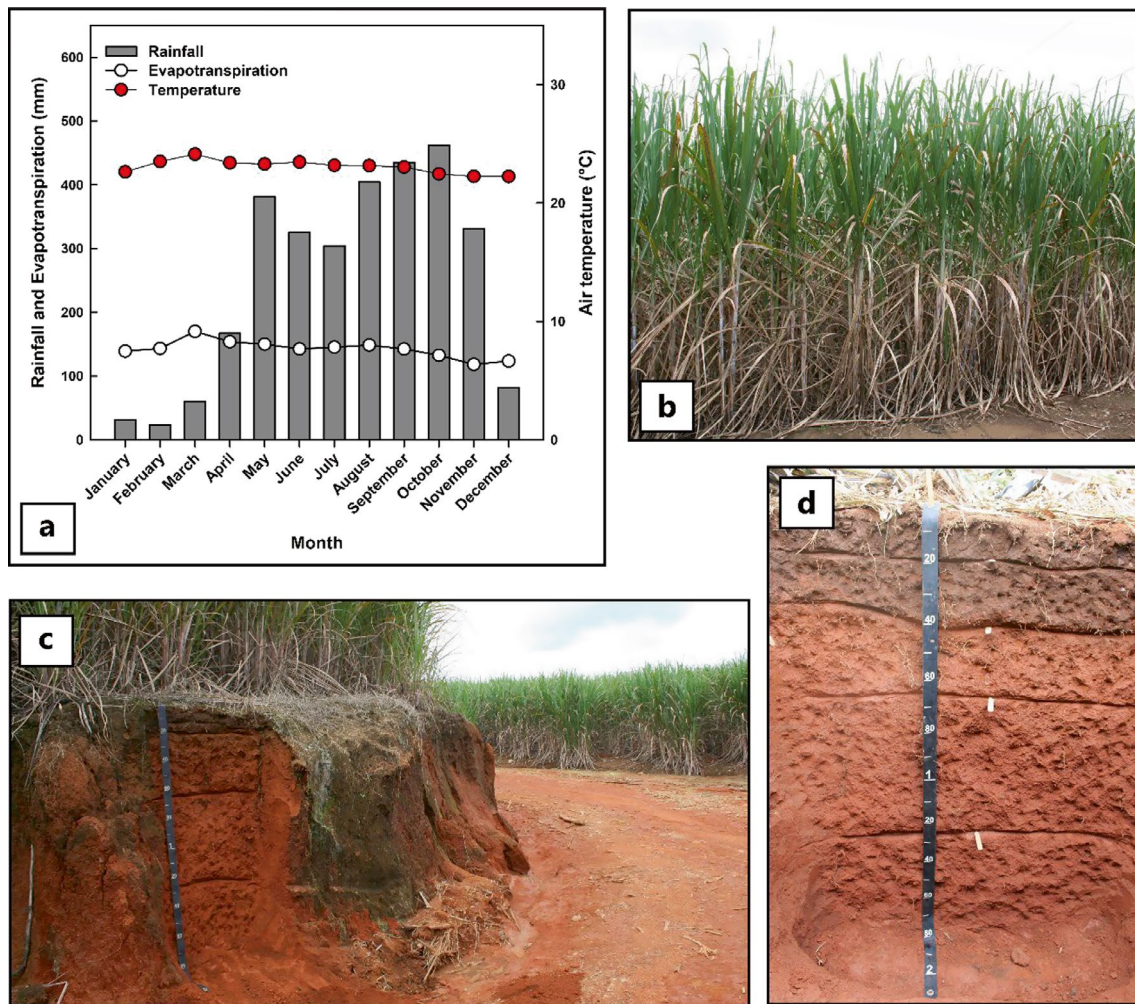 Rainfall
Evapotranspiration
Temperature
Rainfall and Evapotranspiration (mm)
600
500
400
300
200
100
0
Air temperature (°C)
30
20
10
0
January
February
March
April
May
June
July
August
September
October
November
December
Month
a
b
c
d
20
40
60
80
1
20
40
2
0